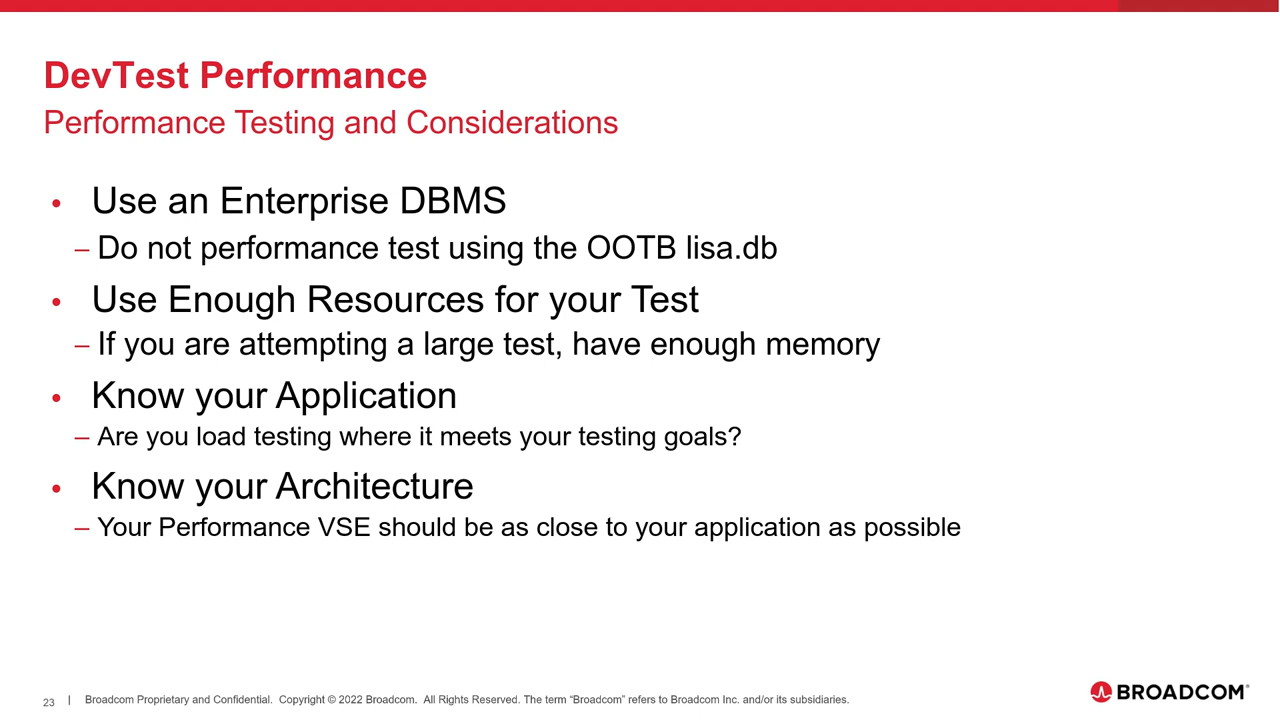 DevTest Performance
Performance Testing and Considerations
• Use an Enterprise DBMS
– Do not performance test using the OOTB lisa.db
• Use Enough Resources for your Test
– If you are attempting a large test, have enough memory
• Know your Application
– Are you load testing where it meets your testing goals?
• Know your Architecture
– Your Performance VSE should be as close to your application as possible
23 | Broadcom Proprietary and Confidential. Copyright © 2022 Broadcom. All Rights Reserved. The term “Broadcom” refers to Broadcom Inc. and/or its subsidiaries.
BROADCOM®